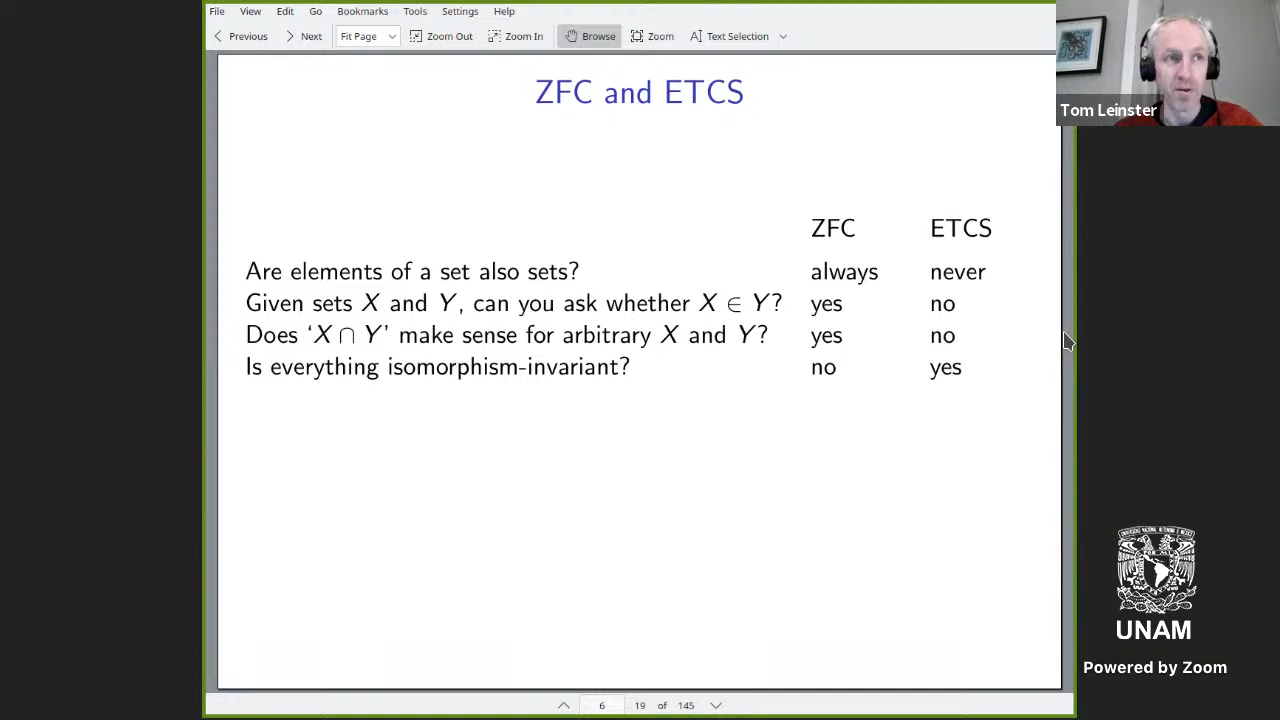 File View Edit Go Bookmarks Tools Settings Help
Previous Next Fit Page Zoom Out Zoom In Browse Zoom Text Selection
Tom Leinster
ZFC and ETCS
ZFC ETCS
Are elements of a set also sets? always never
Given sets X and Y, can you ask whether X ∈ Y? yes no
Does ‘X ∩ Y’ make sense for arbitrary X and Y? yes no
Is everything isomorphism-invariant? no yes
UNAM
Powered by Zoom
6 19 of 145